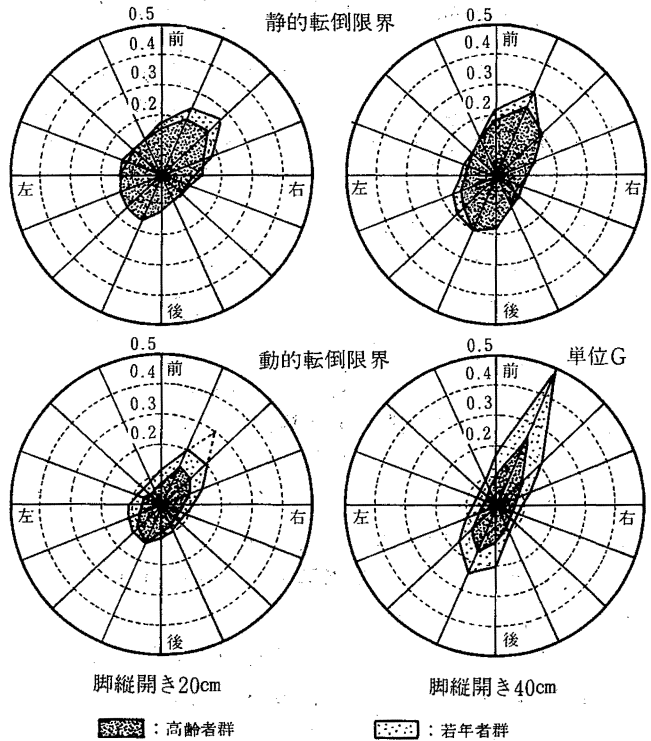 静的転倒限界
0.5 0.5
0.4 前 0.4 前
0.3 0.3
0.2 0.2
左 右 左 右
後 後
動的転倒限界 単位G
0.5 0.5
0.4 前 0.4 前
0.3 0.3
0.2 0.2
左 右 左 右
後 後
脚縦開き20cm 脚縦開き40cm
：高齢者群 ：若年者群